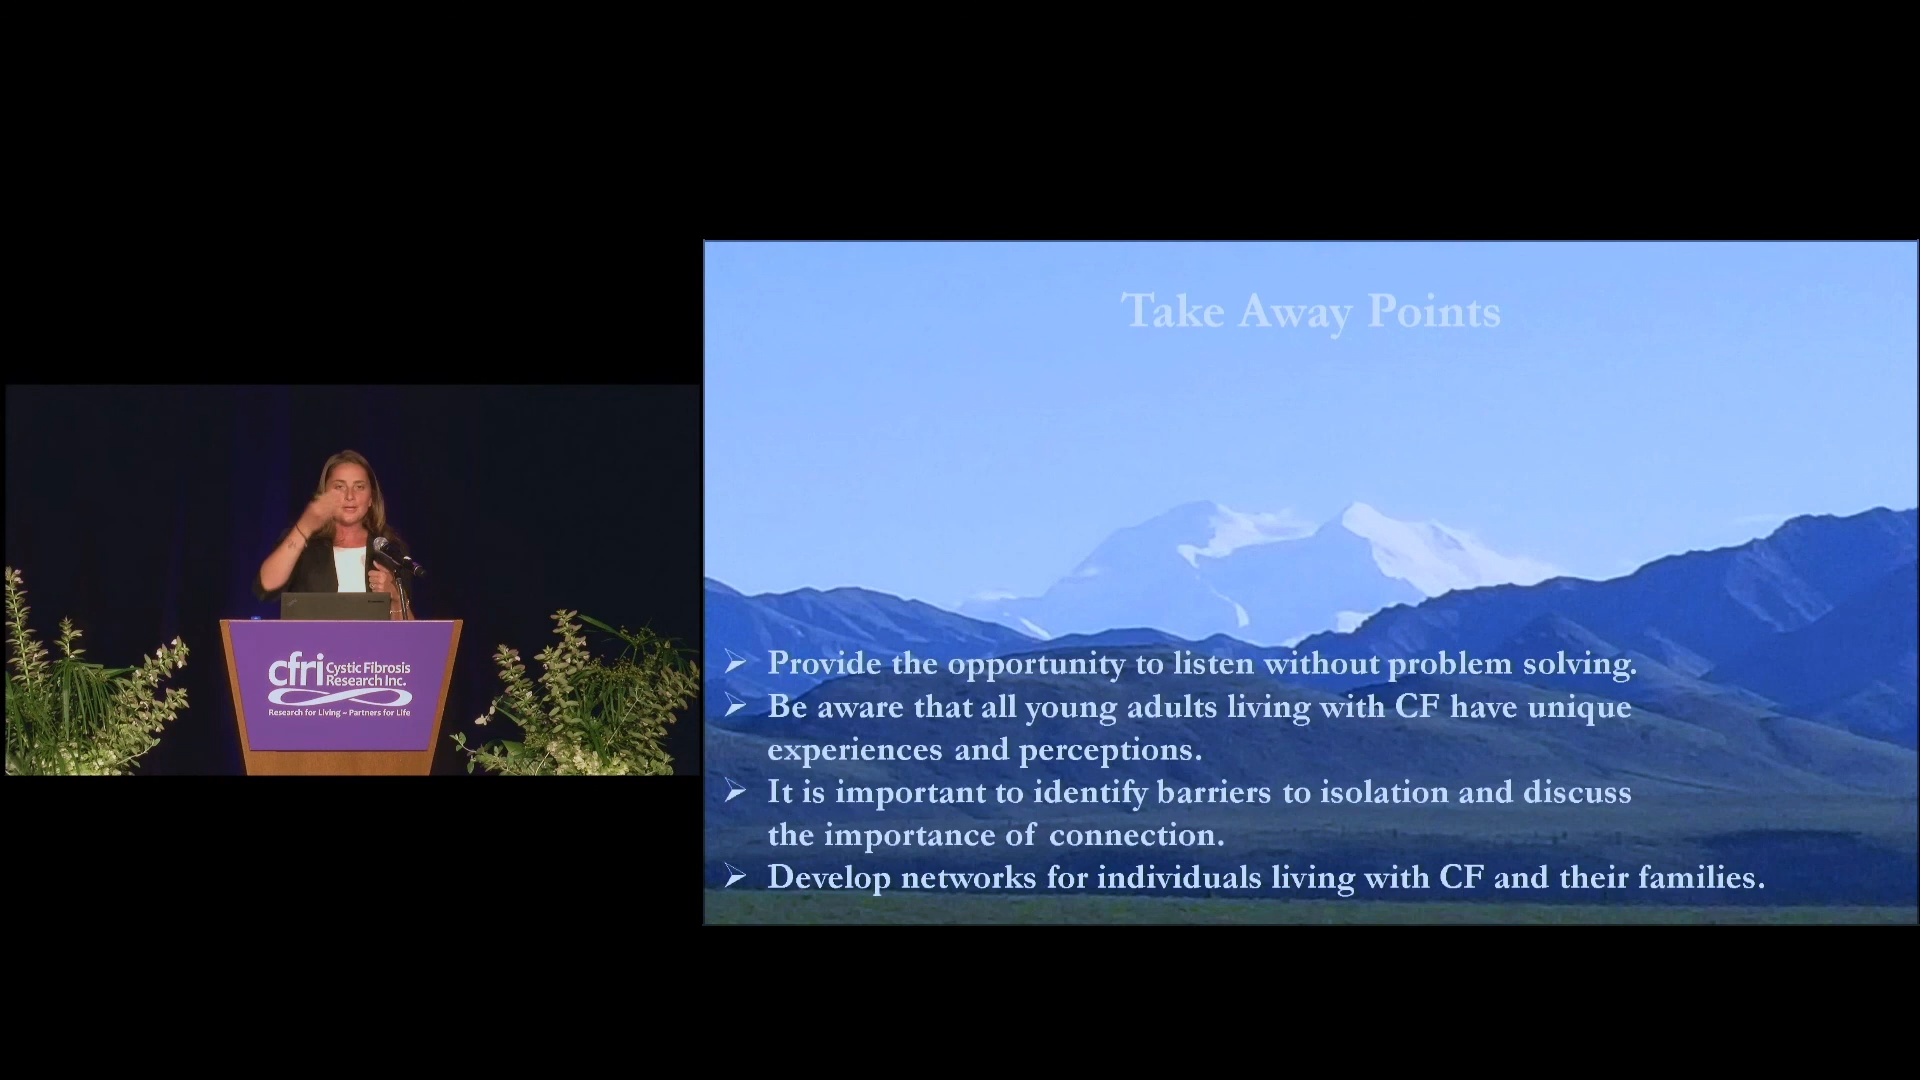 cfri Cystic Fibrosis
Research Inc.
Research for Living ~ Partners for Life
Take Away Points
➢ Provide the opportunity to listen without problem solving.
➢ Be aware that all young adults living with CF have unique
experiences and perceptions.
➢ It is important to identify barriers to isolation and discuss
the importance of connection.
➢ Develop networks for individuals living with CF and their families.